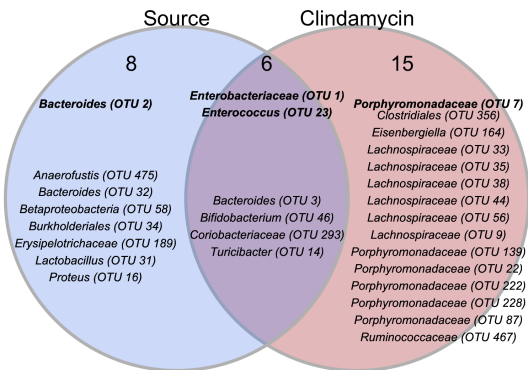 Source
Clindamycin
8
6
15
Bacteroides (OTU 2)
Enterobacteriaceae (OTU 1)
Enterococcus (OTU 23)
Porphyromonadaceae (OTU 7)
Clostridiales (OTU 356)
Eisenbergiella (OTU 164)
Lachnospiraceae (OTU 33)
Lachnospiraceae (OTU 35)
Lachnospiraceae (OTU 38)
Lachnospiraceae (OTU 44)
Lachnospiraceae (OTU 56)
Lachnospiraceae (OTU 9)
Porphyromonadaceae (OTU 139)
Porphyromonadaceae (OTU 22)
Porphyromonadaceae (OTU 222)
Porphyromonadaceae (OTU 228)
Porphyromonadaceae (OTU 87)
Ruminococcaceae (OTU 467)
Anaerofustis (OTU 475)
Bacteroides (OTU 32)
Betaproteobacteria (OTU 58)
Burkholderiales (OTU 34)
Erysipelotrichaceae (OTU 189)
Lactobacillus (OTU 31)
Proteus (OTU 16)
Bacteroides (OTU 3)
Bifidobacterium (OTU 46)
Coriobacteriaceae (OTU 293)
Turicibacter (OTU 14)